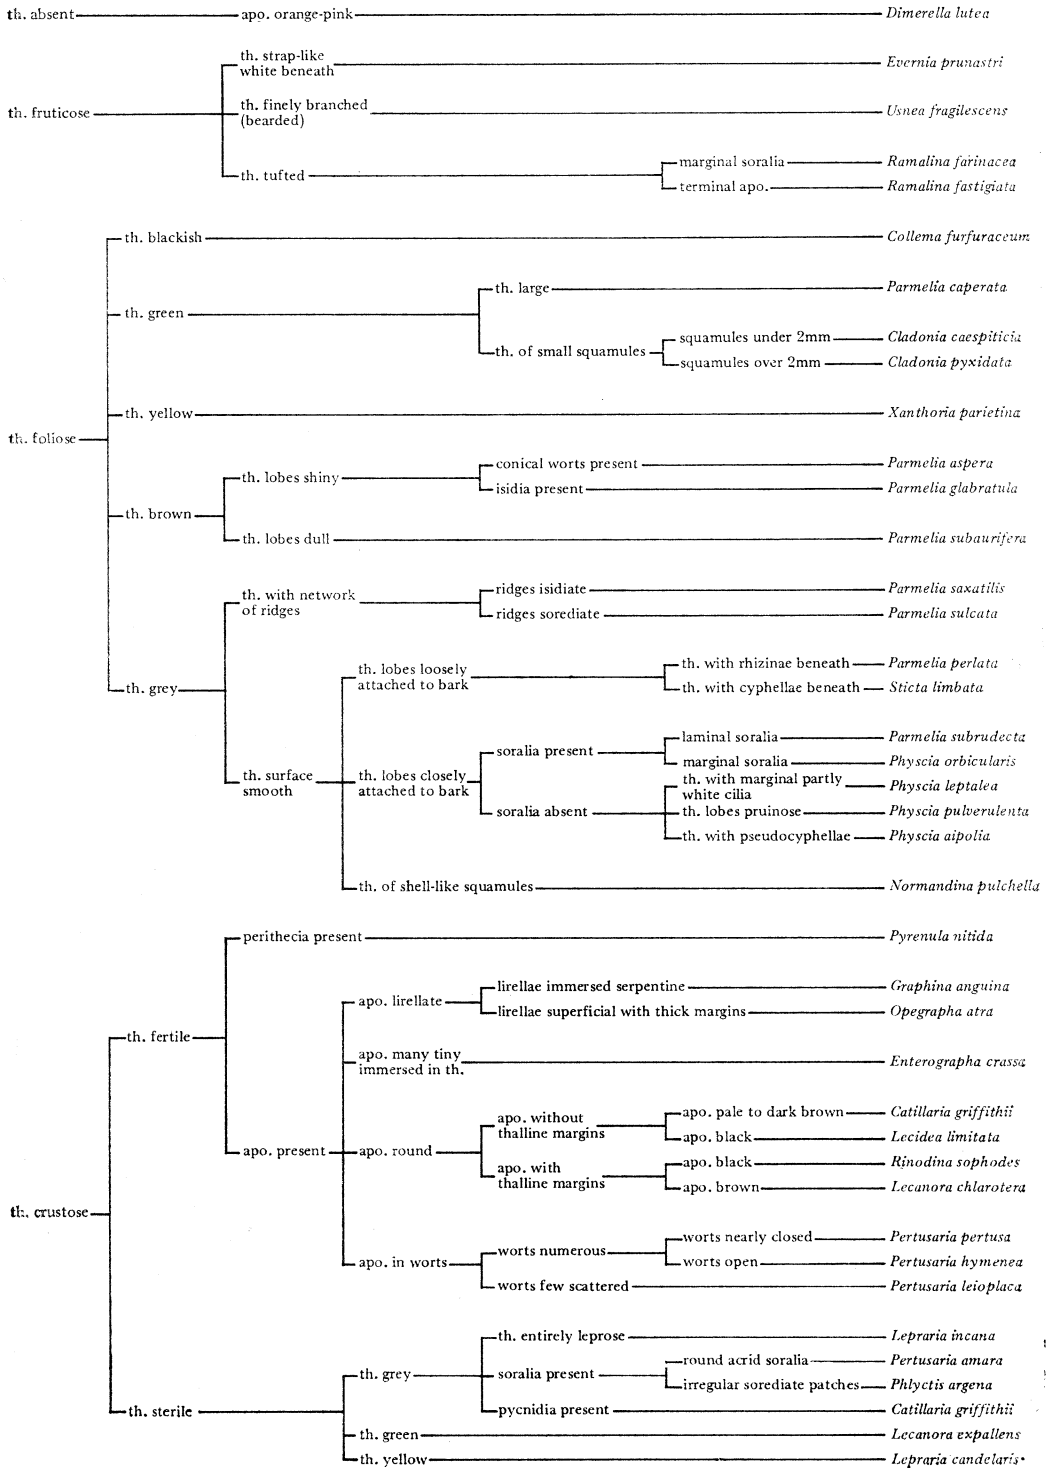 th. absent apo. orange-pink Dimerella lutea
th. strap-like
white beneath Evernia prunastri
th. fruticose th. finely branched
(bearded) Usnea fragilescens
th. tufted marginal soralia Ramalina farinacea
terminal apo. Ramalina fastigiata
th. blackish Collema furfuraceum
th. large Parmelia caperata
th. green
squamules under 2mm Cladonia caespiticia
th. of small squamules
squamules over 2mm Cladonia pyxidata
th. yellow Xanthoria parietina
th. foliose
conical worts present Parmelia aspera
th. lobes shiny
isidia present Parmelia glabratula
th. brown
th. lobes dull Parmelia subaurifera
ridges isidiate Parmelia saxatilis
th. with network
of ridges
ridges sorediate Parmelia sulcata
th. lobes loosely
attached to bark
th. with rhizinae beneath Parmelia perlata
th. grey th. with cyphellae beneath Sticta limbata
laminal soralia Parmelia subrudecta
soralia present
marginal soralia Physcia orbicularis
th. surface
smooth
th. lobes closely
attached to bark
th. with marginal partly
white cilia Physcia leptalea
soralia absent th. lobes pruinose Physcia pulverulenta
th. with pseudocyphellae Physcia aipolia
th. of shell-like squamules Normandina pulchella
perithecia present Pyrenula nitida
lirellae immersed serpentine Graphina anguina
apo. lirellate
lirellae superficial with thick margins Opegrapha atra
th. fertile
apo. many tiny
immersed in th. Enterographa crassa
apo. without
thalline margins
apo. pale to dark brown Catillaria griffithii
apo. black Lecidea limitata
apo. present apo. round
apo. with
thalline margins
apo. black Rinodina sophodes
apo. brown Lecanora chlarotera
th. crustose
worts nearly closed Pertusaria pertusa
worts numerous
apo. in worts worts open Pertusaria hymenea
worts few scattered Pertusaria leioplaca
th. entirely leprose Lepraria incana
round acrid soralia Pertusaria amara
th. grey soralia present
irregular sorediate patches Phlyctis argena
th. sterile pycnidia present Catillaria griffithii
th. green Lecanora expallens
th. yellow Lepraria candelaris